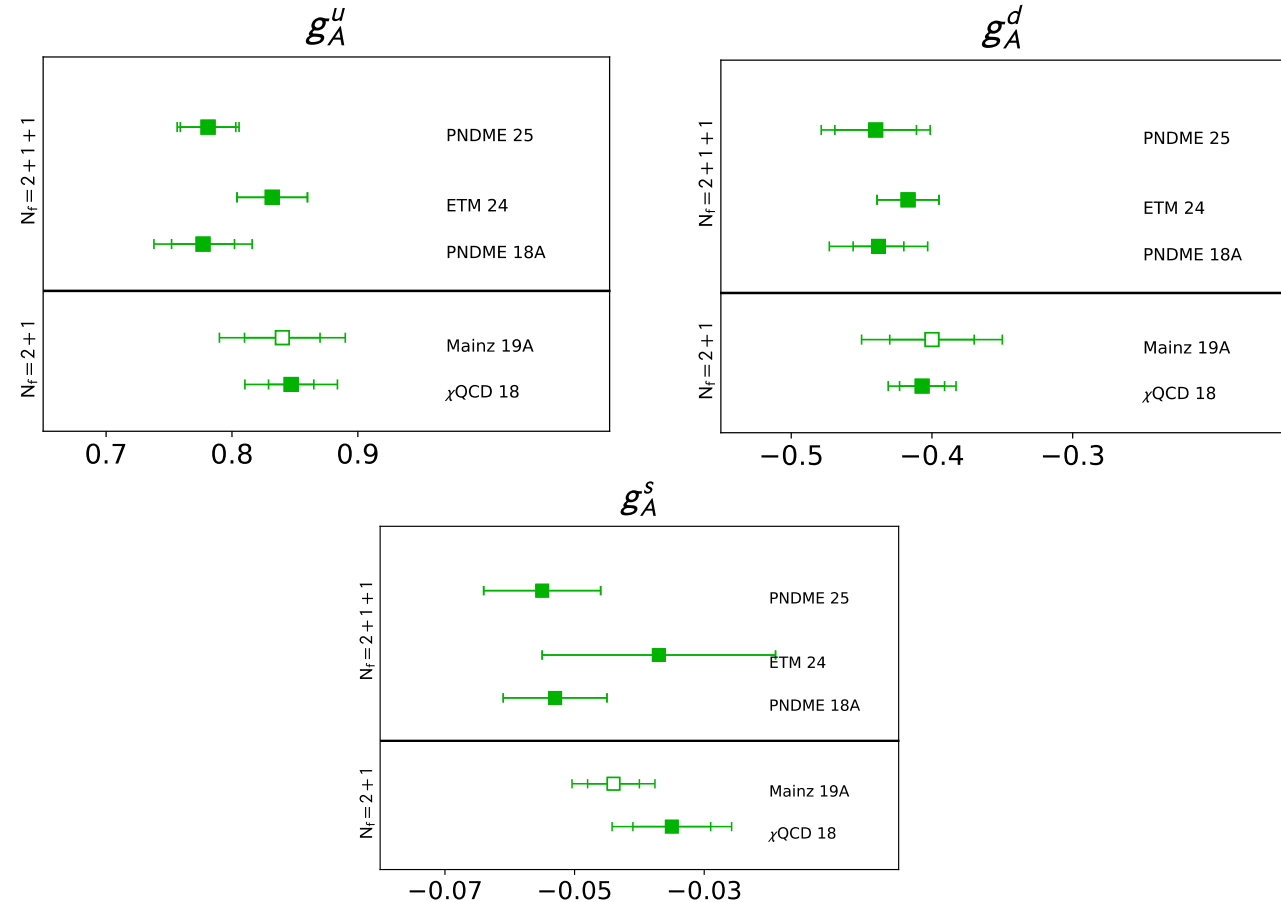 g_A^u
N_f = 2 + 1 + 1
PNDME 25
ETM 24
PNDME 18A
N_f = 2 + 1
Mainz 19A
χQCD 18
0.7 0.8 0.9
g_A^d
N_f = 2 + 1 + 1
PNDME 25
ETM 24
PNDME 18A
N_f = 2 + 1
Mainz 19A
χQCD 18
−0.5 −0.4 −0.3
g_A^s
N_f = 2 + 1 + 1
PNDME 25
ETM 24
PNDME 18A
N_f = 2 + 1
Mainz 19A
χQCD 18
−0.07 −0.05 −0.03